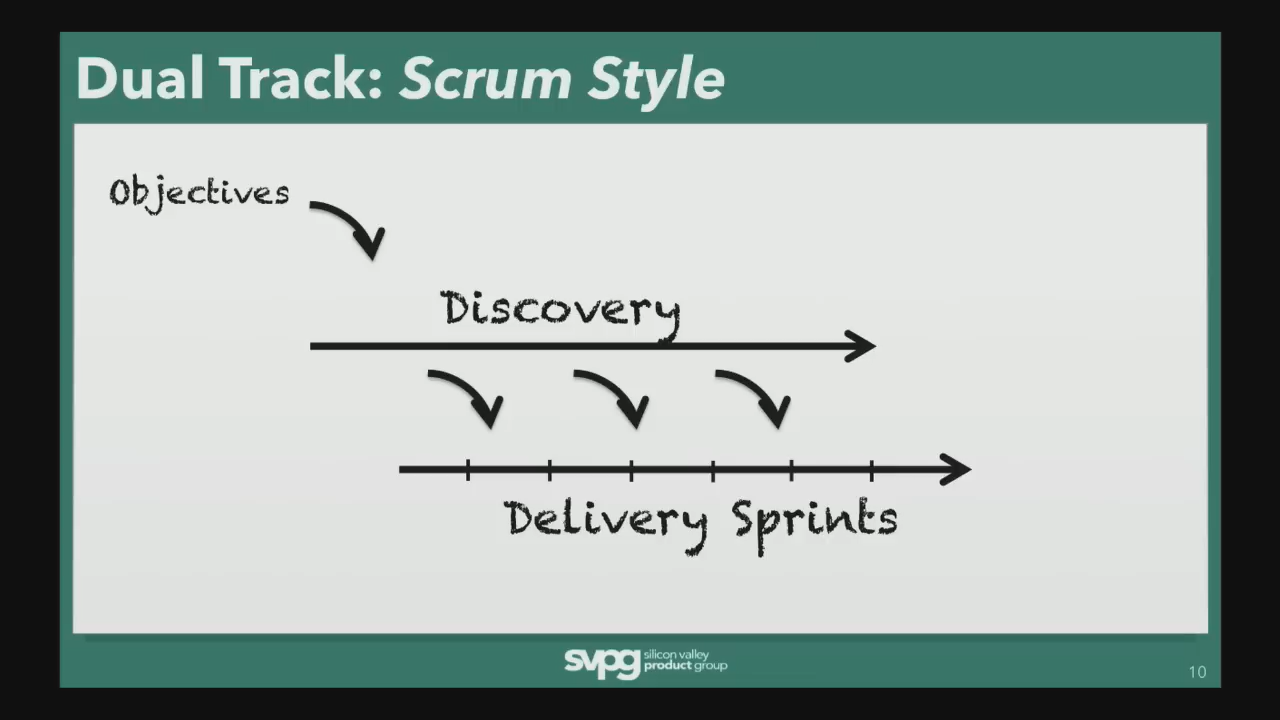 Dual Track: Scrum Style
Objectives
Discovery
Delivery Sprints
svpg silicon valley
product group
10